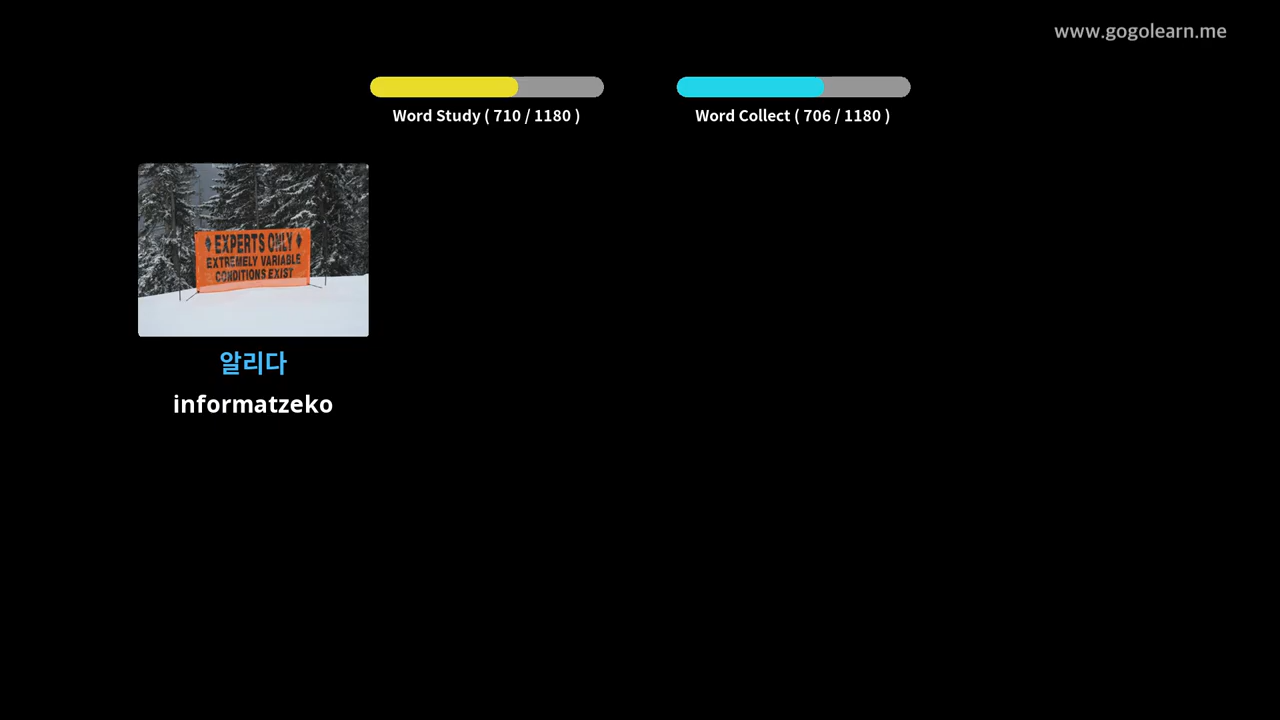 www.gogolearn.me
Word Study ( 710 / 1180 )
Word Collect ( 706 / 1180 )
EXPERTS ONLY
EXTREMELY VARIABLE
CONDITIONS EXIST
알리다
informatzeko